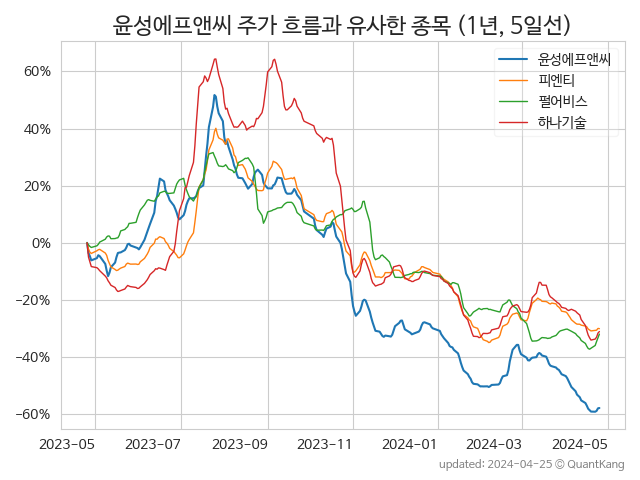 윤성에프앤씨 주가 흐름과 유사한 종목 (1년, 5일선)
윤성에프앤씨
피엔티
펄어비스
하나기술
60%
40%
20%
0%
−20%
−40%
−60%
2023-05 2023-07 2023-09 2023-11 2024-01 2024-03 2024-05
updated: 2024-04-25 © QuantKang